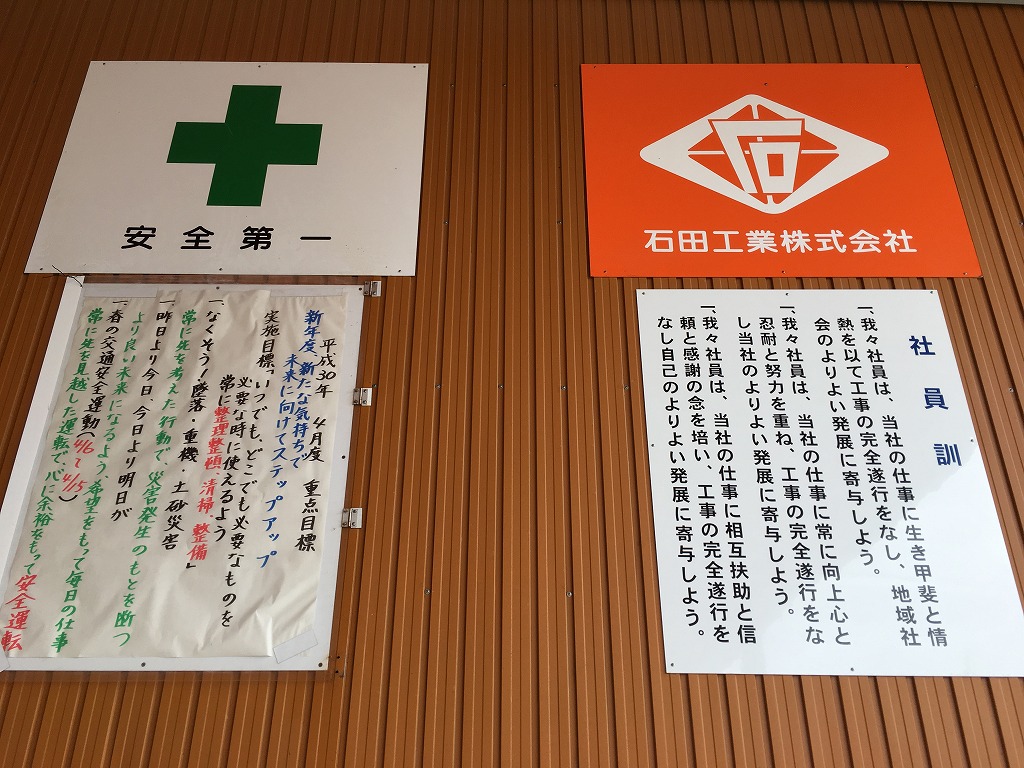 安全第一
石田工業株式会社
平成30年 4月度 重点目標
新年度、新たな気持ちで
未来に向けてステップアップ
実施目標「いつでも、どこでも必要なものを
必要な時に使えるよう
常に整理整頓、清掃、整備」
一、なくそう!墜落・重機・土砂災害
常に先を考えた行動で、災害発生のもとを断つ
一、昨日より今日、今日より明日が
より良い未来になるよう、希望をもって毎日の仕事
一、春の交通安全運動(4/6〜4/15)
常に先を見越した運転で、心に余裕をもって安全運転
社員訓
一、我々社員は、当社の仕事に生き甲斐と情
熱を以て工事の完全遂行をなし、地域社
会のよりよい発展に寄与しよう。
一、我々社員は、当社の仕事に常に向上心と
忍耐と努力を重ね、工事の完全遂行をな
し当社のよりよい発展に寄与しよう。
一、我々社員は、当社の仕事に相互扶助と信
頼と感謝の念を培い、工事の完全遂行を
なし自己のよりよい発展に寄与しよう。